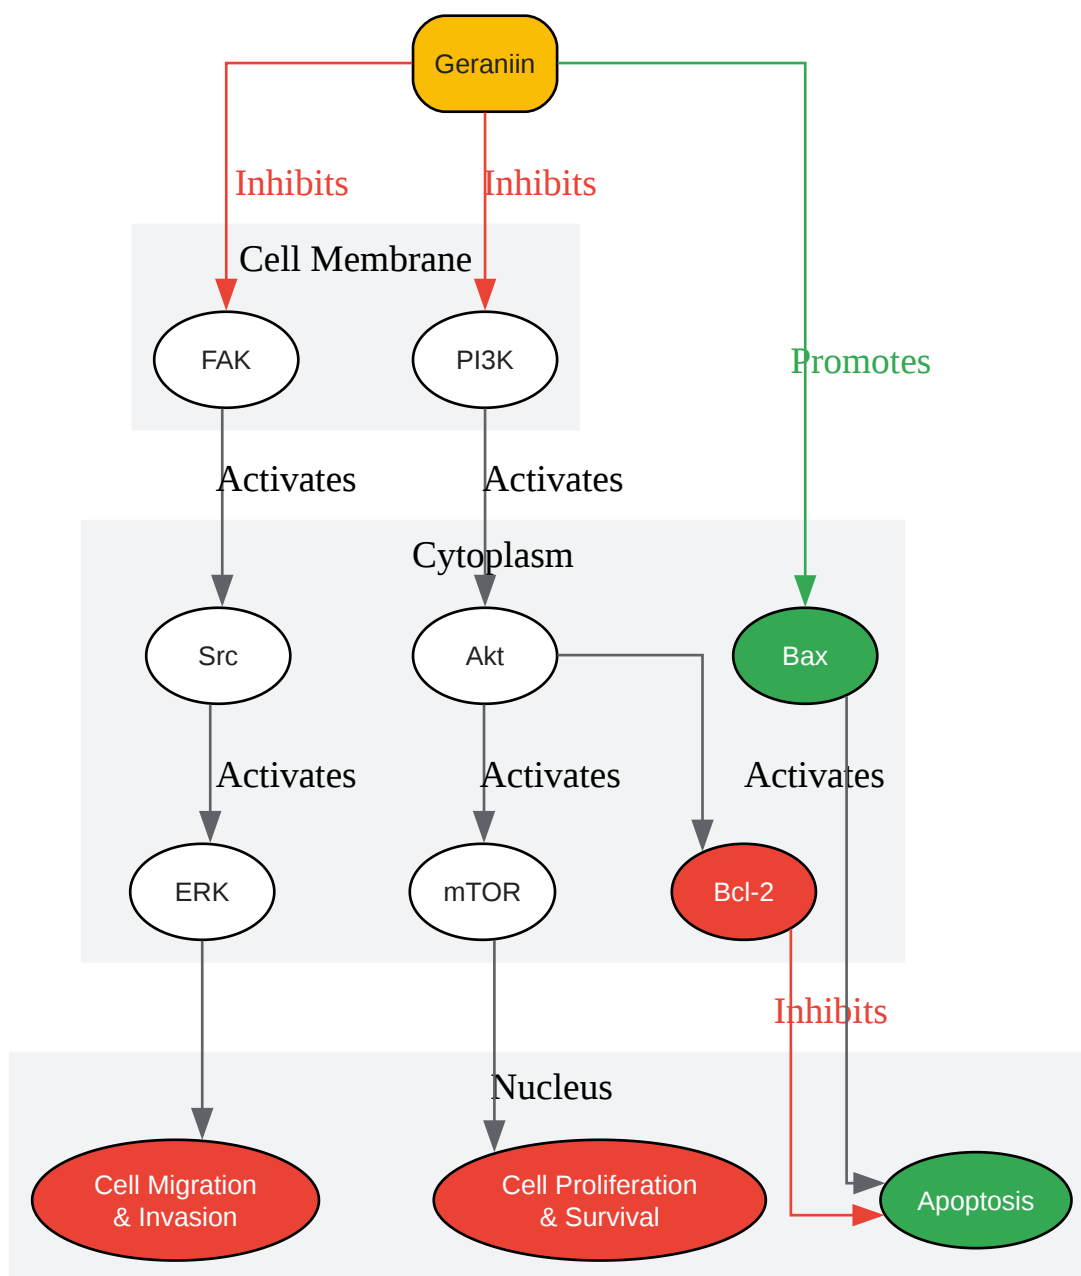 Geraniin
Inhibits
Inhibits
Cell Membrane
FAK
PI3K
Promotes
Activates
Activates
Cytoplasm
Src
Akt
Bax
Activates
Activates
Activates
ERK
mTOR
Bcl-2
Inhibits
Nucleus
Cell Migration
& Invasion
Cell Proliferation
& Survival
Apoptosis